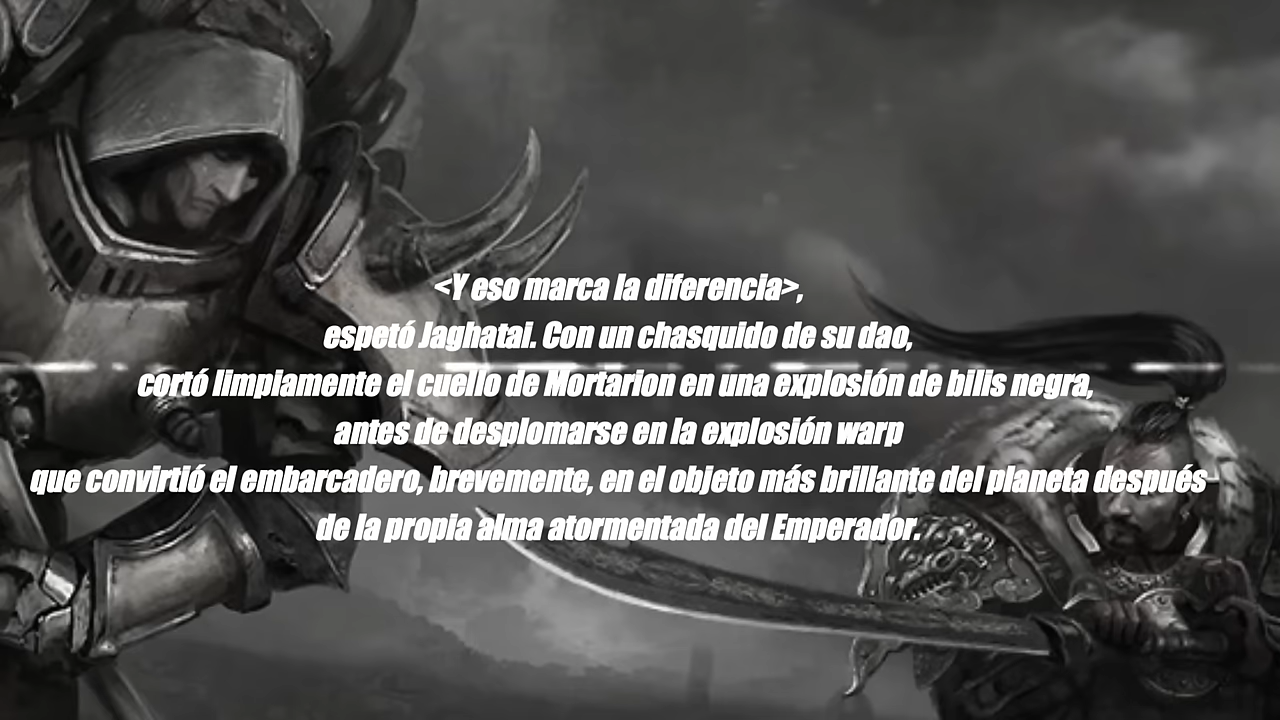 <Y eso marca la diferencia>,
espetó Jaghatai. Con un chasquido de su dao,
cortó limpiamente el cuello de Mortarion en una explosión de bilis negra,
antes de desplomarse en la explosión warp
que convirtió el embarcadero, brevemente, en el objeto más brillante del planeta después
de la propia alma atormentada del Emperador.